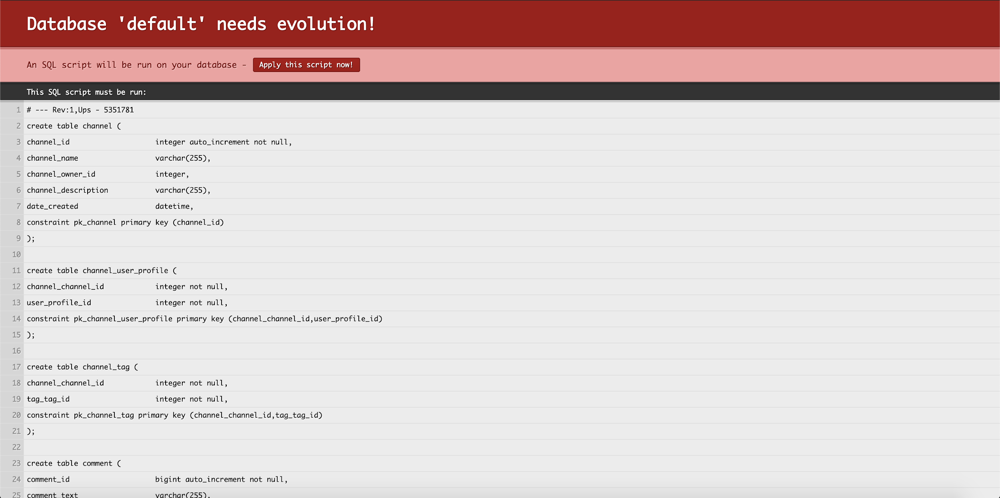 Database 'default' needs evolution!
An SQL script will be run on your database - Apply this script now!
This SQL script must be run:
1 # --- Rev:1,Ups - 5351781
2 create table channel (
3 channel_id                    integer auto_increment not null,
4 channel_name                  varchar(255),
5 channel_owner_id              integer,
6 channel_description           varchar(255),
7 date_created                  datetime,
8 constraint pk_channel primary key (channel_id)
9 );
10
11 create table channel_user_profile (
12 channel_channel_id            integer not null,
13 user_profile_id               integer not null,
14 constraint pk_channel_user_profile primary key (channel_channel_id,user_profile_id)
15 );
16
17 create table channel_tag (
18 channel_channel_id            integer not null,
19 tag_tag_id                    integer not null,
20 constraint pk_channel_tag primary key (channel_channel_id,tag_tag_id)
21 );
22
23 create table comment (
24 comment_id                    bigint auto_increment not null,
25 comment_text                  varchar(255),